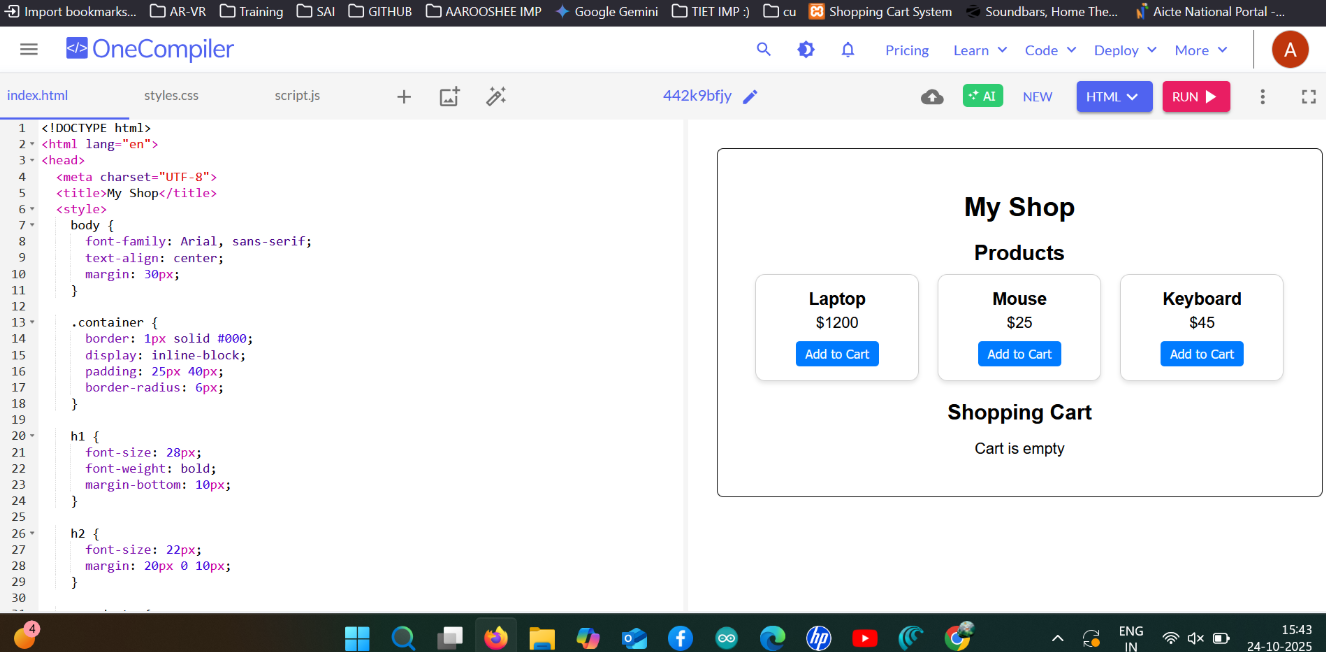 Import bookmarks... AR-VR Training SAI GITHUB AAROOSHEE IMP Google Gemini TIET IMP :) cu Shopping Cart System Soundbars, Home The... Aicte National Portal -...
</> OneCompiler Pricing Learn Code Deploy More A
index.html styles.css script.js 442k9bfjy AI NEW HTML RUN
1 <!DOCTYPE html>
2 <html lang="en">
3 <head>
4 <meta charset="UTF-8">
5 <title>My Shop</title>
6 <style>
7 body {
8 font-family: Arial, sans-serif;
9 text-align: center;
10 margin: 30px;
11 }
12
13 .container {
14 border: 1px solid #000;
15 display: inline-block;
16 padding: 25px 40px;
17 border-radius: 6px;
18 }
19
20 h1 {
21 font-size: 28px;
22 font-weight: bold;
23 margin-bottom: 10px;
24 }
25
26 h2 {
27 font-size: 22px;
28 margin: 20px 0 10px;
29 }
30
My Shop
Products
Laptop Mouse Keyboard
$1200 $25 $45
Add to Cart Add to Cart Add to Cart
Shopping Cart
Cart is empty
4 hp ENG 15:43
IN 24-10-2025